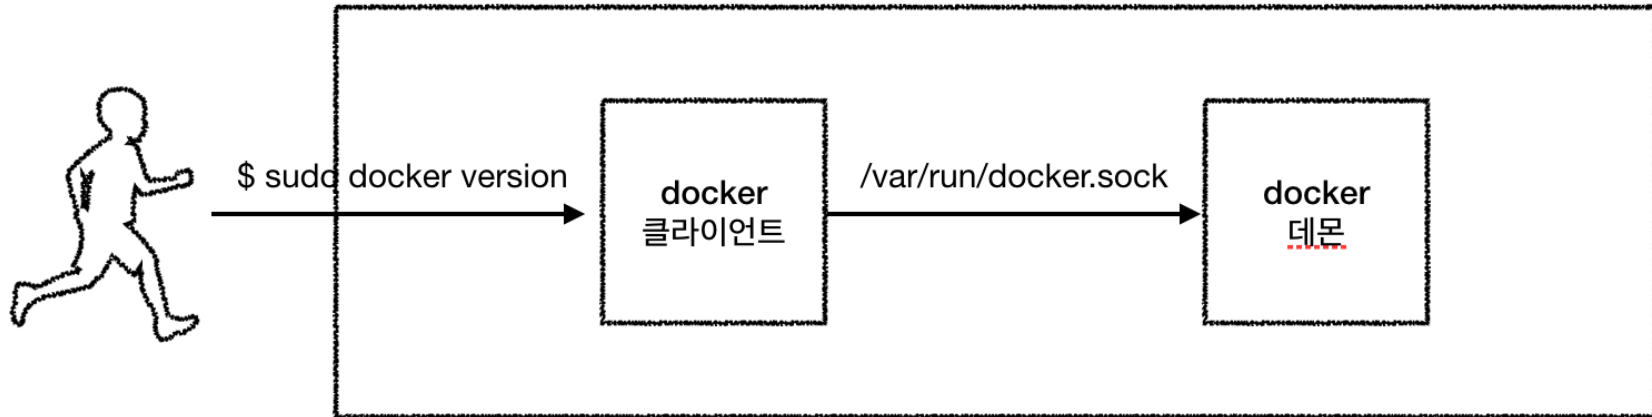 $ sudo docker version
docker
클라이언트
/var/run/docker.sock
docker
데몬